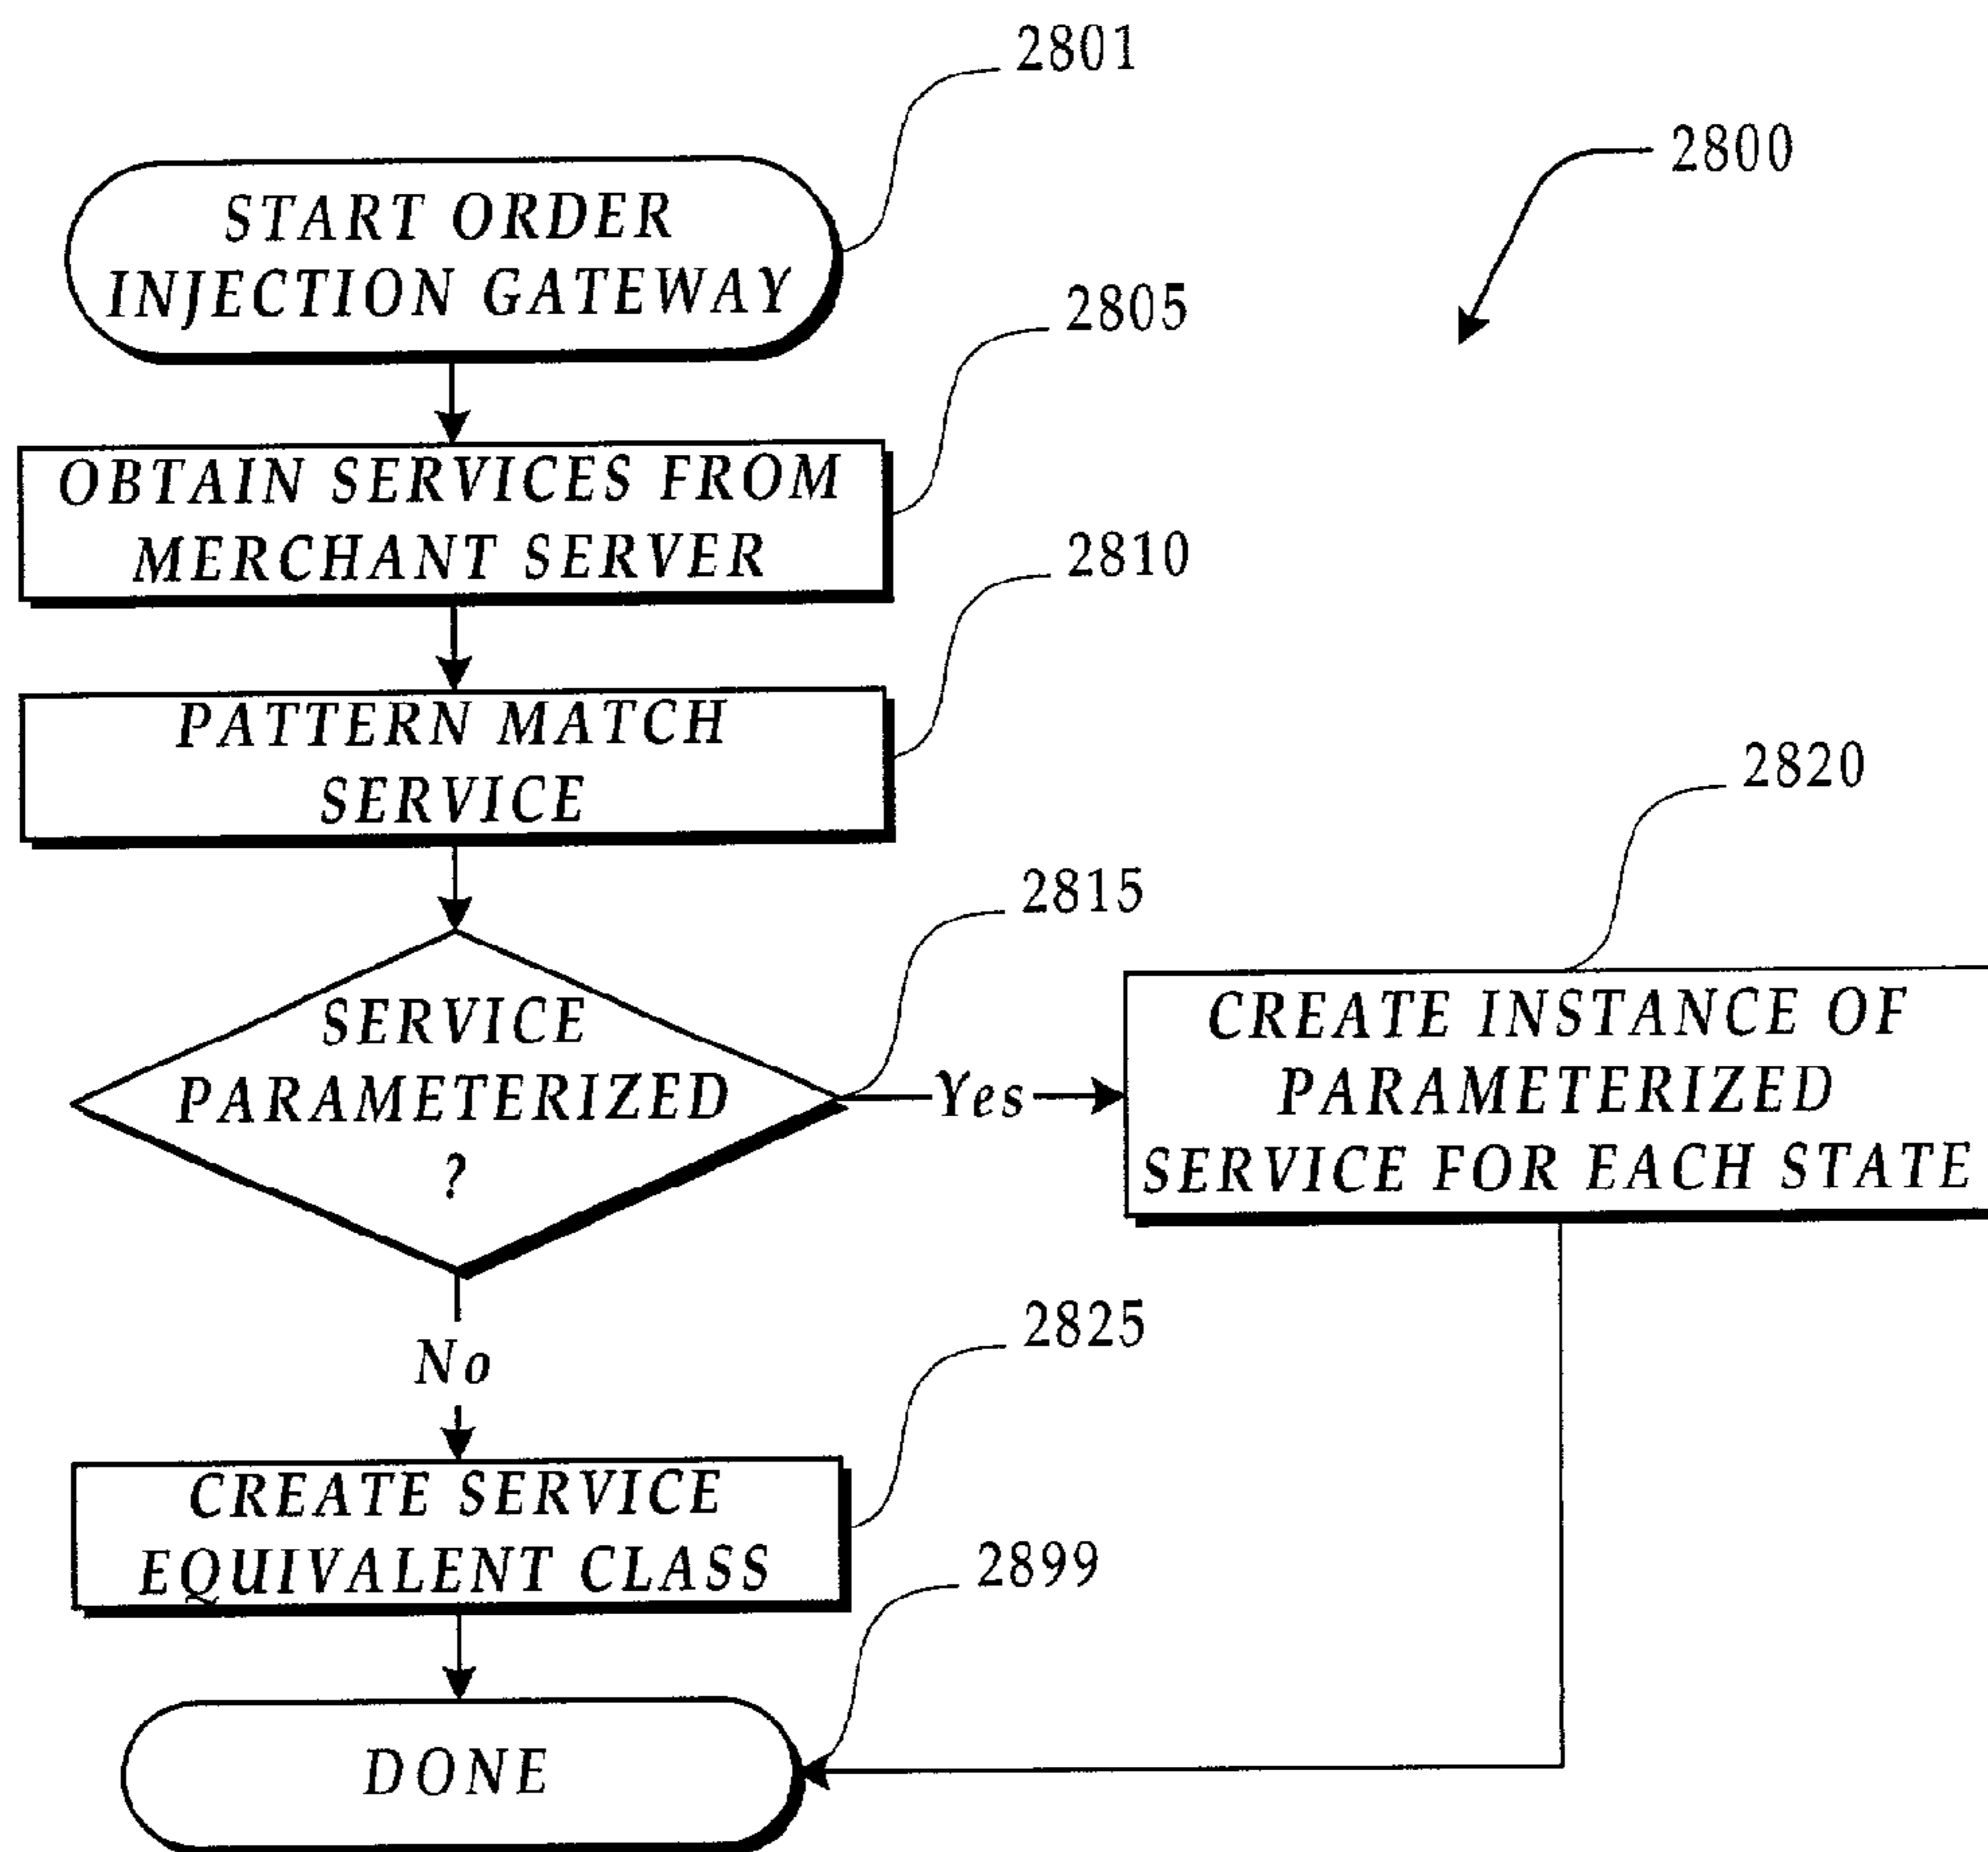 2801
2800
START ORDER
INJECTION GATEWAY
2805
OBTAIN SERVICES FROM
MERCHANT SERVER
2810
PATTERN MATCH
SERVICE
2815
SERVICE
PARAMETERIZED
?
Yes
2820
CREATE INSTANCE OF
PARAMETERIZED
SERVICE FOR EACH STATE
No
2825
CREATE SERVICE
EQUIVALENT CLASS
2899
DONE